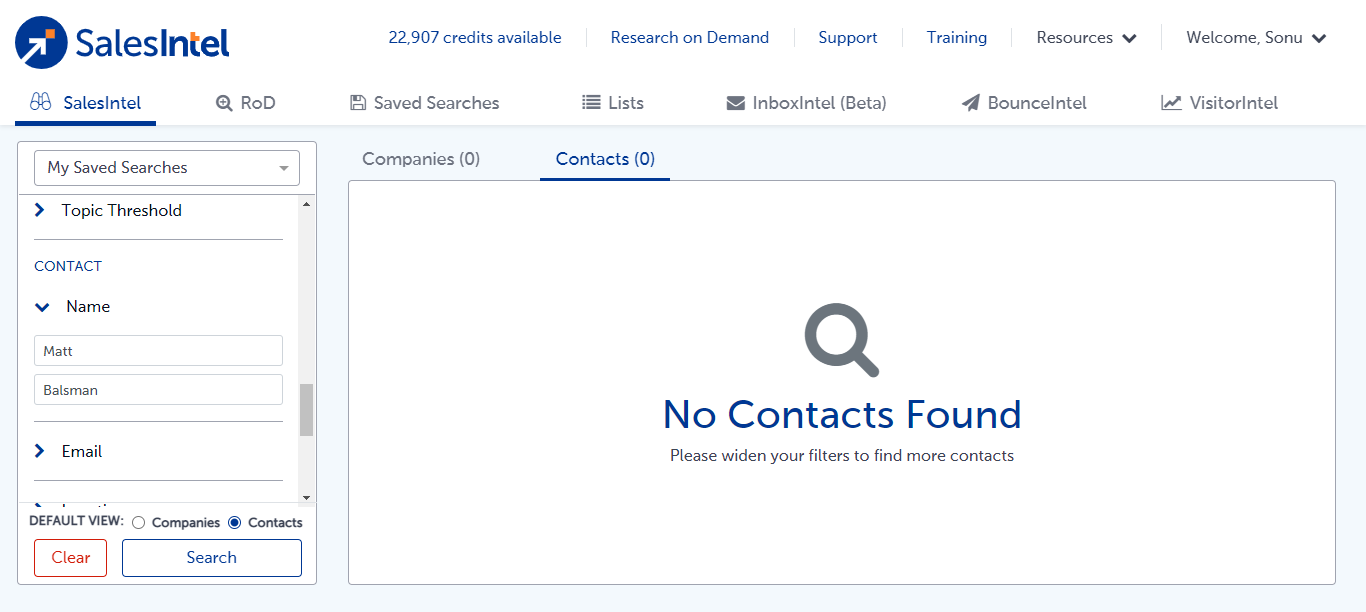 SalesIntel
22,907 credits available
Research on Demand
Support
Training
Resources
Welcome, Sonu
SalesIntel
RoD
Saved Searches
Lists
InboxIntel (Beta)
BounceIntel
VisitorIntel
My Saved Searches
Topic Threshold
CONTACT
Name
Matt
Balsman
Email
DEFAULT VIEW: Companies Contacts
Clear
Search
Companies (0)
Contacts (0)
No Contacts Found
Please widen your filters to find more contacts